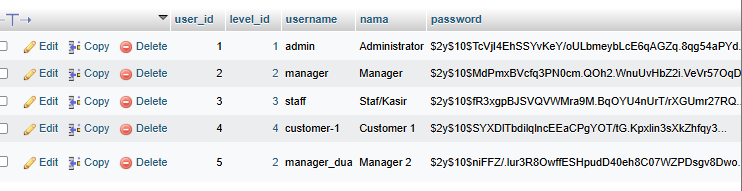 user_id level_id username nama password
Edit Copy Delete 1 1 admin Administrator $2y$10$TcVjI4EhSSYvKeY/oULbmeybLcE6qAGZq.8qg54aPYd...
Edit Copy Delete 2 2 manager Manager $2y$10$MdPmxBVcfq3PN0cm.QOh2.WnuUvHbZ2i.VeVr57OqD...
Edit Copy Delete 3 3 staff Staf/Kasir $2y$10$fR3xgpBJSVQVWMra9M.BqOYU4nUrT/rXGUmr27RQ...
Edit Copy Delete 4 4 customer-1 Customer 1 $2y$10$SYXDlTbdilqIncEEaCPgYOT/tG.Kpxlin3sXkZhfqy3...
Edit Copy Delete 5 2 manager_dua Manager 2 $2y$10$niFFZ/.lur3R8OwffESHpudD40eh8C07WZPDsgv8Dwo...